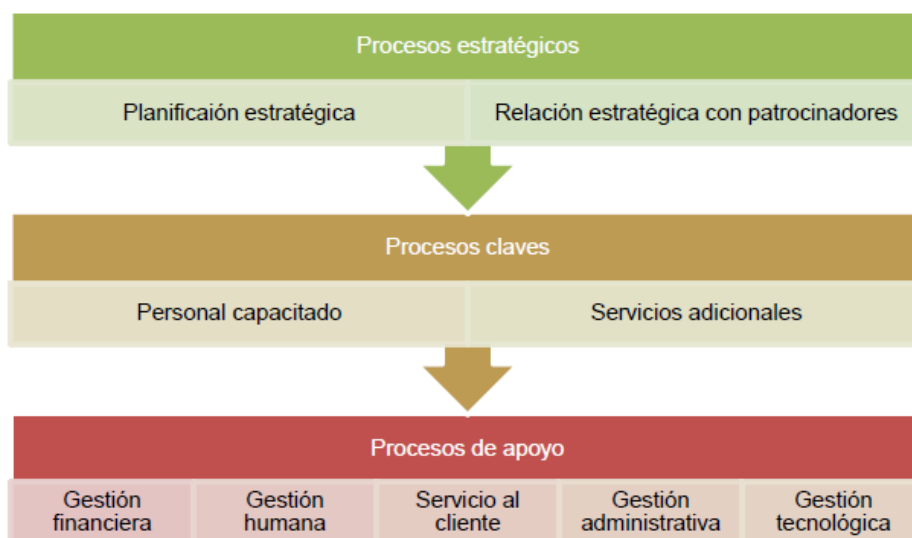 Procesos estratégicos
Planificaión estratégica
Relación estratégica con patrocinadores
Procesos claves
Personal capacitado
Servicios adicionales
Procesos de apoyo
Gestión
financiera
Gestión
humana
Servicio al
cliente
Gestión
administrativa
Gestión
tecnológica